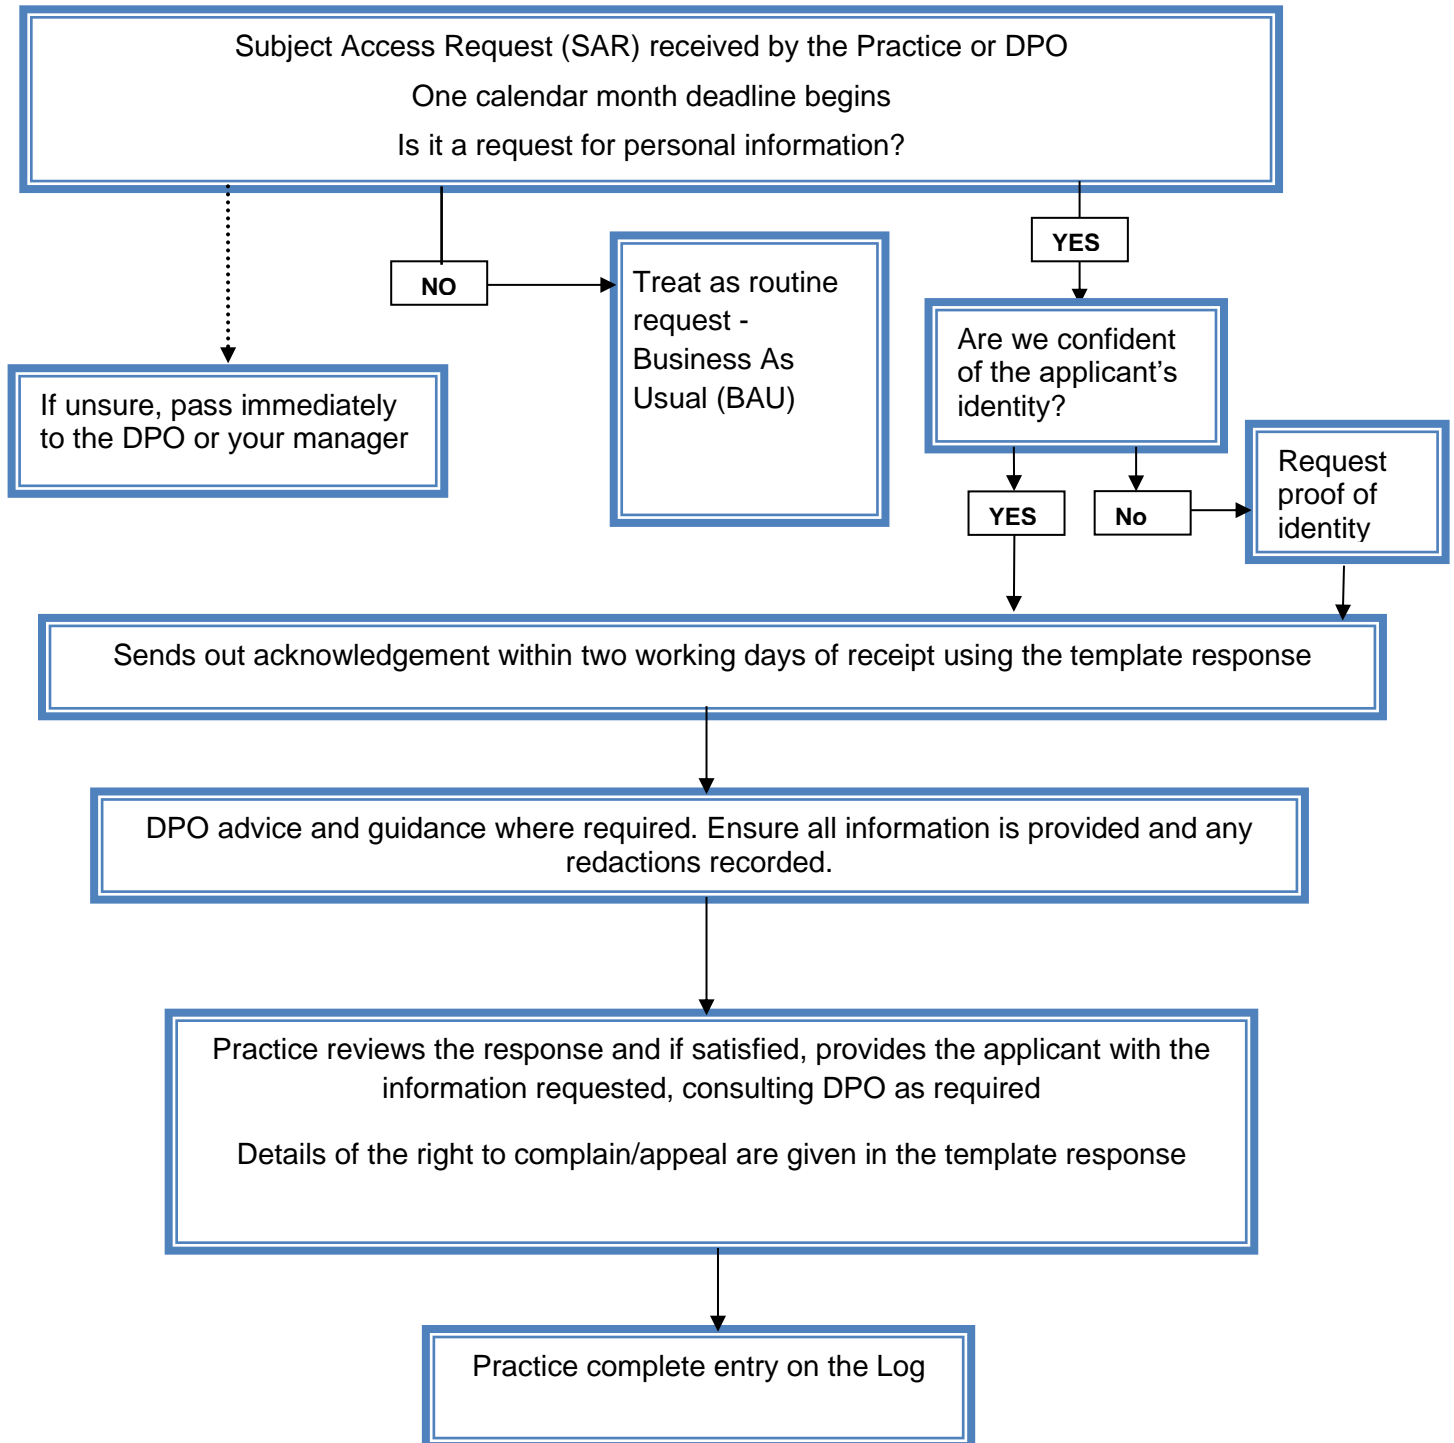 Subject Access Request (SAR) received by the Practice or DPO
One calendar month deadline begins
Is it a request for personal information?
YES
NO
Treat as routine
request -
Business As
Usual (BAU)
Are we confident
of the applicant's
identity?
If unsure, pass immediately
to the DPO or your manager
Request
proof of
identity
YES
No
Sends out acknowledgement within two working days of receipt using the template response
DPO advice and guidance where required. Ensure all information is provided and any
redactions recorded.
Practice reviews the response and if satisfied, provides the applicant with the
information requested, consulting DPO as required
Details of the right to complain/appeal are given in the template response
Practice complete entry on the Log